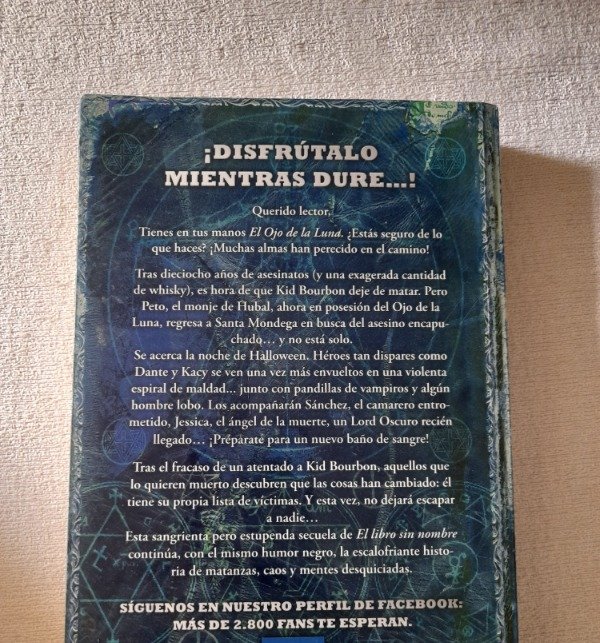 ¡DISFRÚTALO
MIENTRAS DURE...!
Querido lector,
Tienes en tus manos El Ojo de la Luna. ¿Estás seguro de lo
que haces? ¡Muchas almas han perecido en el camino!
Tras dieciocho años de asesinatos (y una exagerada cantidad
de whisky), es hora de que Kid Bourbon deje de matar. Pero
Peto, el monje de Hubal, ahora en posesión del Ojo de la
Luna, regresa a Santa Mondega en busca del asesino encapu-
chado… y no está solo.
Se acerca la noche de Halloween. Héroes tan dispares como
Dante y Kacy se ven una vez más envueltos en una violenta
espiral de maldad... junto con pandillas de vampiros y algún
hombre lobo. Los acompañarán Sánchez, el camarero entro-
metido, Jessica, el ángel de la muerte, un Lord Oscuro recién
llegado… ¡Prepárate para un nuevo baño de sangre!
Tras el fracaso de un atentado a Kid Bourbon, aquellos que
lo quieren muerto descubren que las cosas han cambiado: él
tiene su propia lista de víctimas. Y esta vez, no dejará escapar
a nadie…
Esta sangrienta pero estupenda secuela de El libro sin nombre
continúa, con el mismo humor negro, la escalofriante histo-
ria de matanzas, caos y mentes desquiciadas.
SÍGUENOS EN NUESTRO PERFIL DE FACEBOOK:
MÁS DE 2.800 FANS TE ESPERAN.